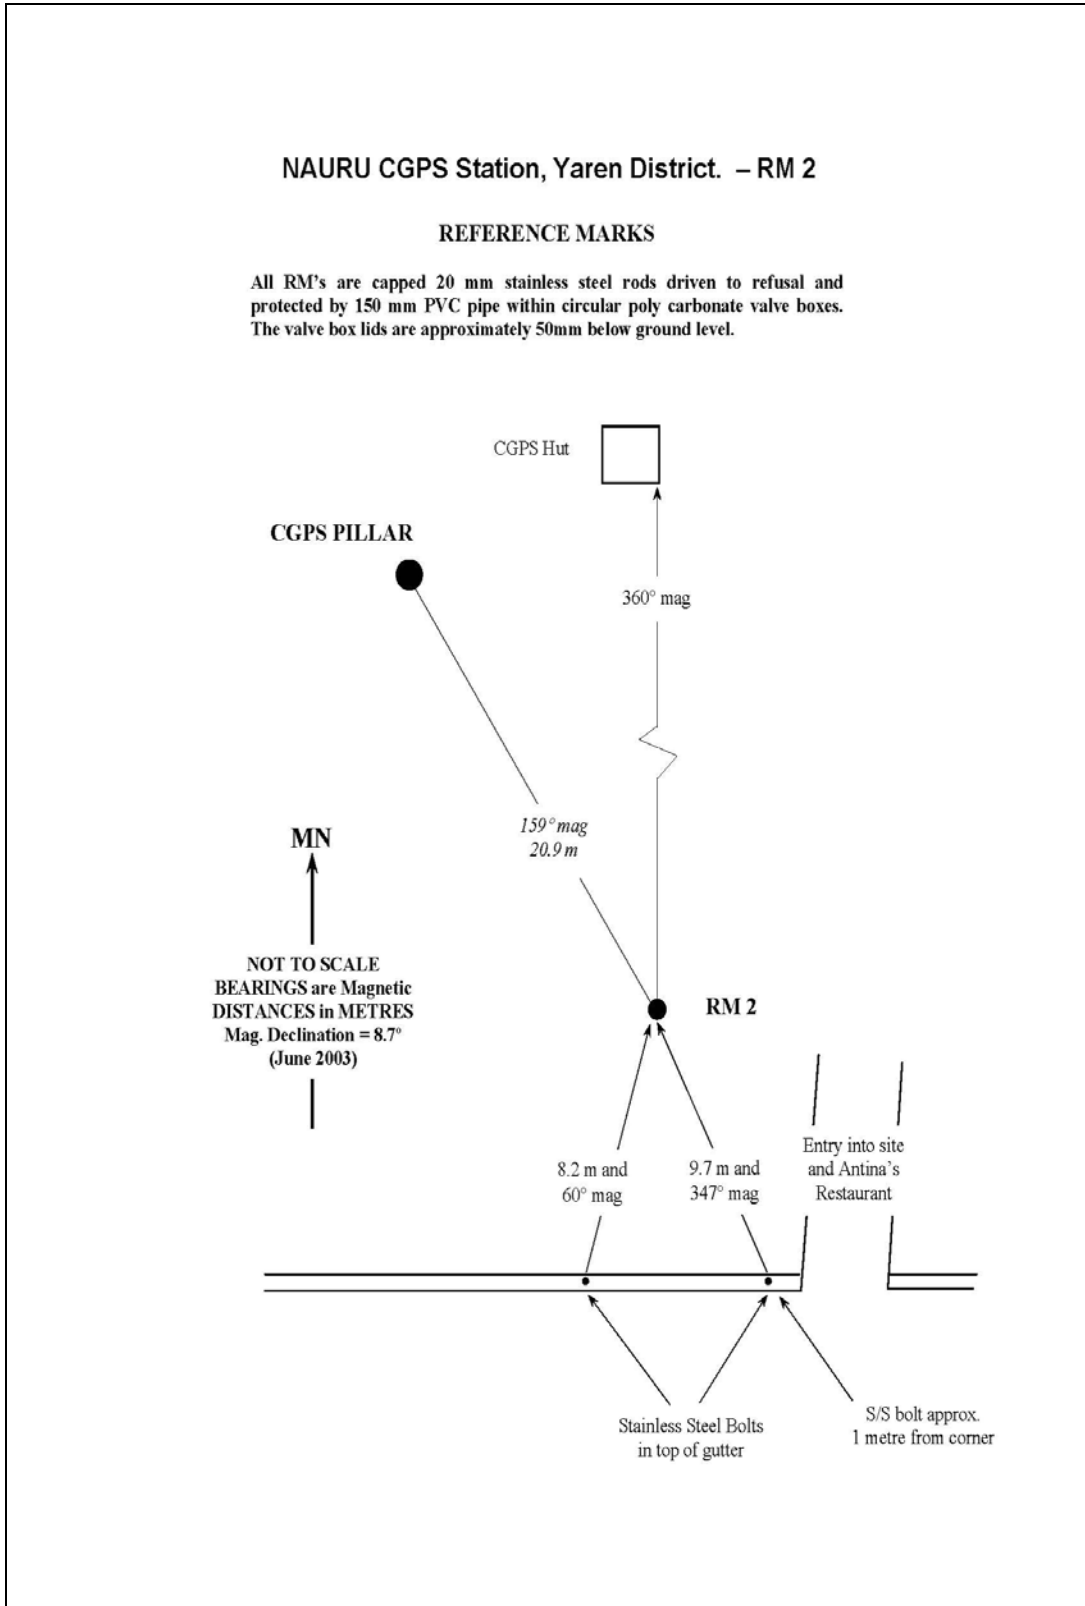 NAURU CGPS Station, Yaren District.  – RM 2
REFERENCE MARKS
All RM's are capped 20 mm stainless steel rods driven to refusal and
protected by 150 mm PVC pipe within circular poly carbonate valve boxes.
The valve box lids are approximately 50mm below ground level.
CGPS Hut
CGPS PILLAR
360° mag
159° mag
20.9 m
MN
NOT TO SCALE
BEARINGS are Magnetic
DISTANCES in METRES
Mag. Declination = 8.7°
(June 2003)
RM 2
8.2 m and
60° mag
9.7 m and
347° mag
Entry into site
and Antina's
Restaurant
Stainless Steel Bolts
in top of gutter
S/S bolt approx.
1 metre from corner